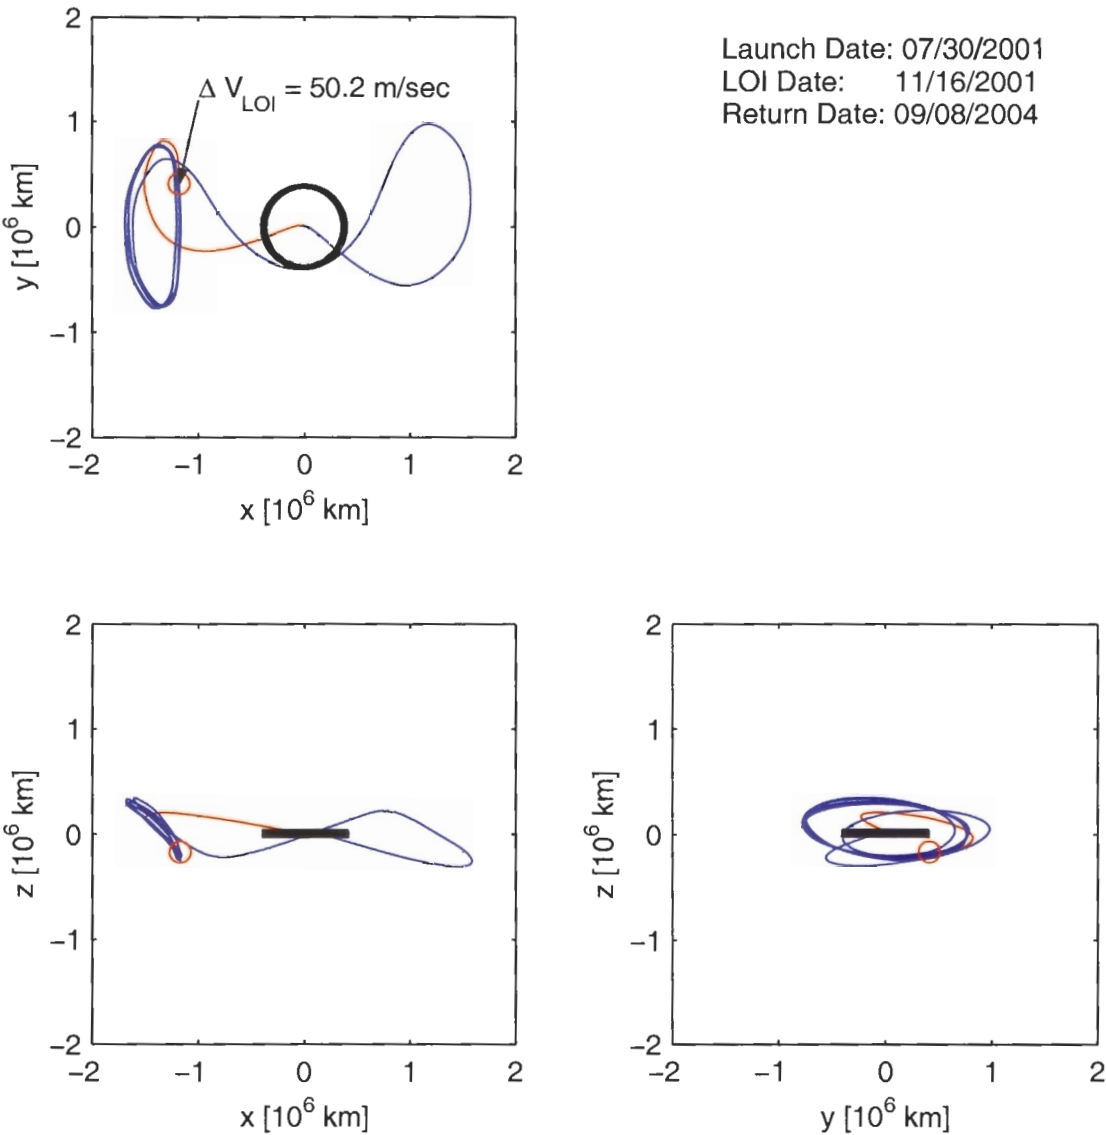 Launch Date: 07/30/2001
LOI Date: 11/16/2001
Return Date: 09/08/2004
Δ V_LOI = 50.2 m/sec
2
1
0
−1
−2
y [10^6 km]
−2 −1 0 1 2
x [10^6 km]
2
1
0
−1
−2
z [10^6 km]
−2 −1 0 1 2
x [10^6 km]
2
1
0
−1
−2
z [10^6 km]
−2 −1 0 1 2
y [10^6 km]